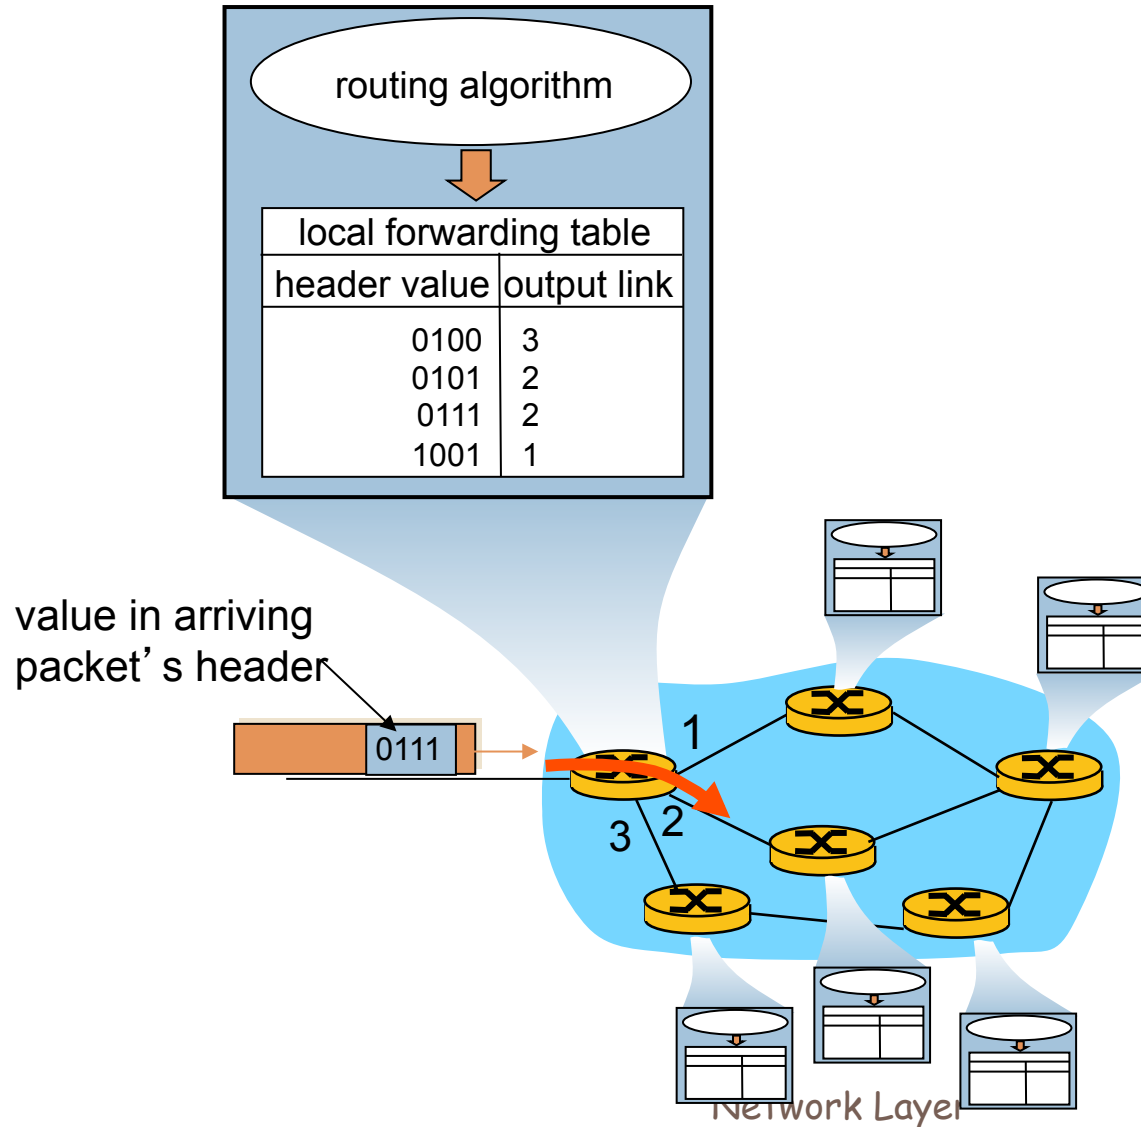 routing algorithm
local forwarding table
header value output link
0100 3
0101 2
0111 2
1001 1
value in arriving
packet’ s header
0111
1
2
3
Network Layer